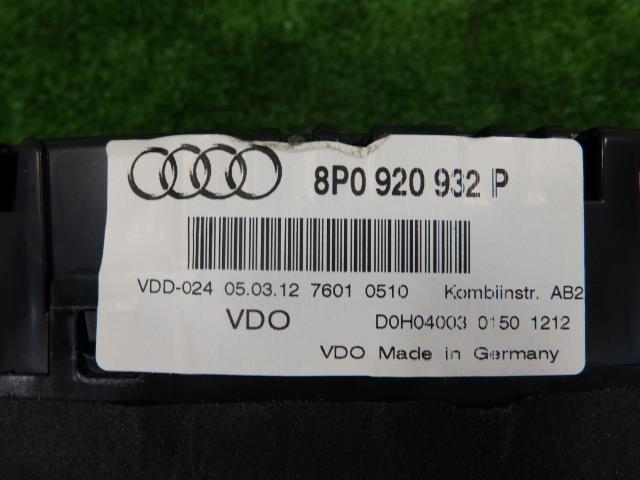 8P0 920 932 P
VDD-024 05.03.12 7601 0510 Kombiinstr. AB2
VDO D0H04003 0150 1212
VDO Made in Germany